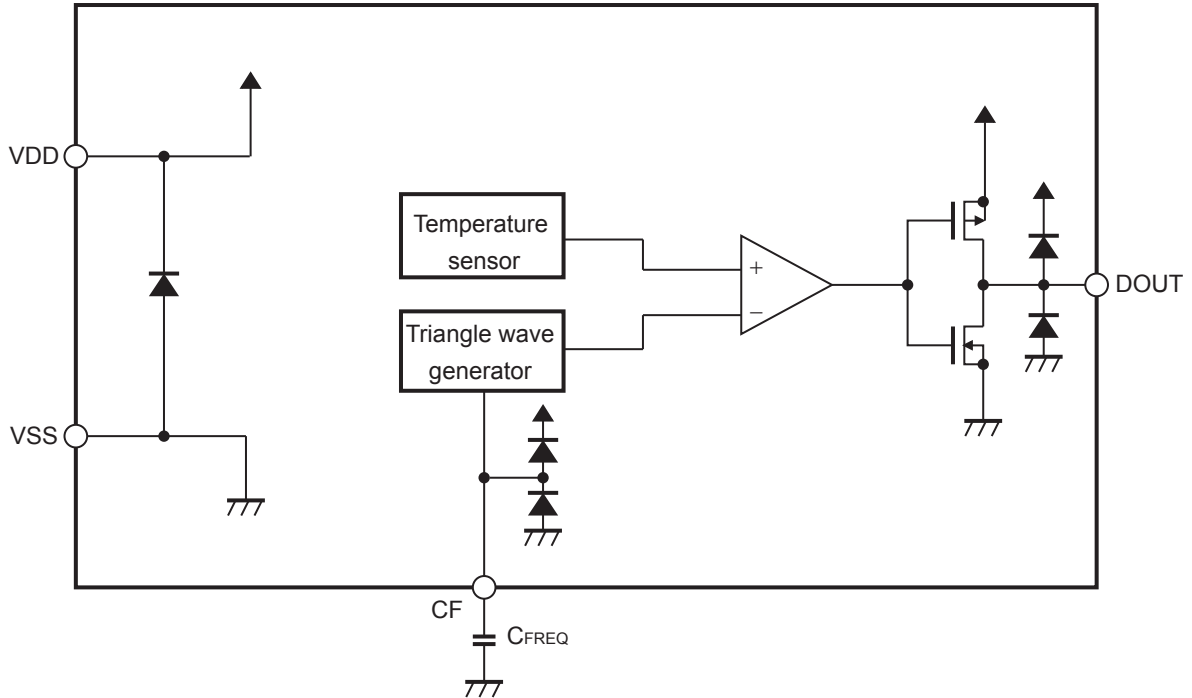 VDD
VSS
Temperature
sensor
Triangle wave
generator
+
−
DOUT
CF
CFREQ